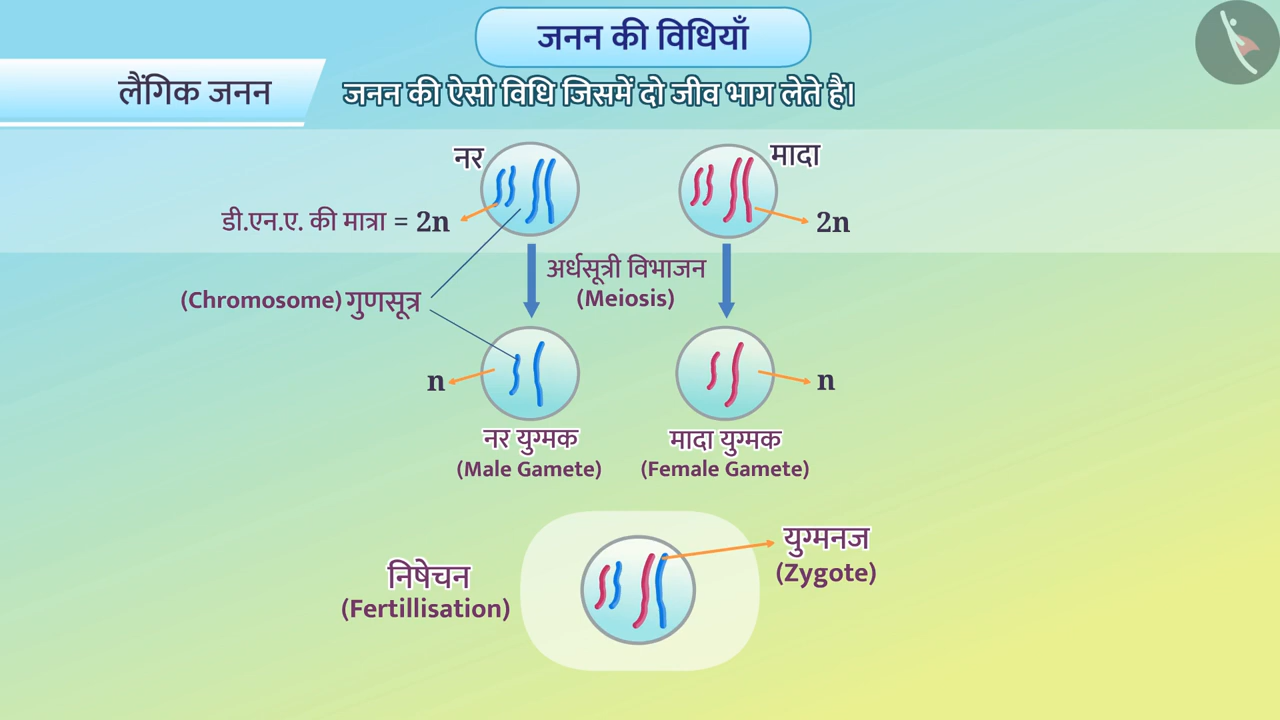 जनन की विधियाँ
लैंगिक जनन
जनन की ऐसी विधि जिसमें दो जीव भाग लेते है।
नर
मादा
डी.एन.ए. की मात्रा = 2n
2n
अर्धसूत्री विभाजन
(Meiosis)
(Chromosome) गुणसूत्र
n
n
नर युग्मक
(Male Gamete)
मादा युग्मक
(Female Gamete)
निषेचन
(Fertillisation)
युग्मनज
(Zygote)